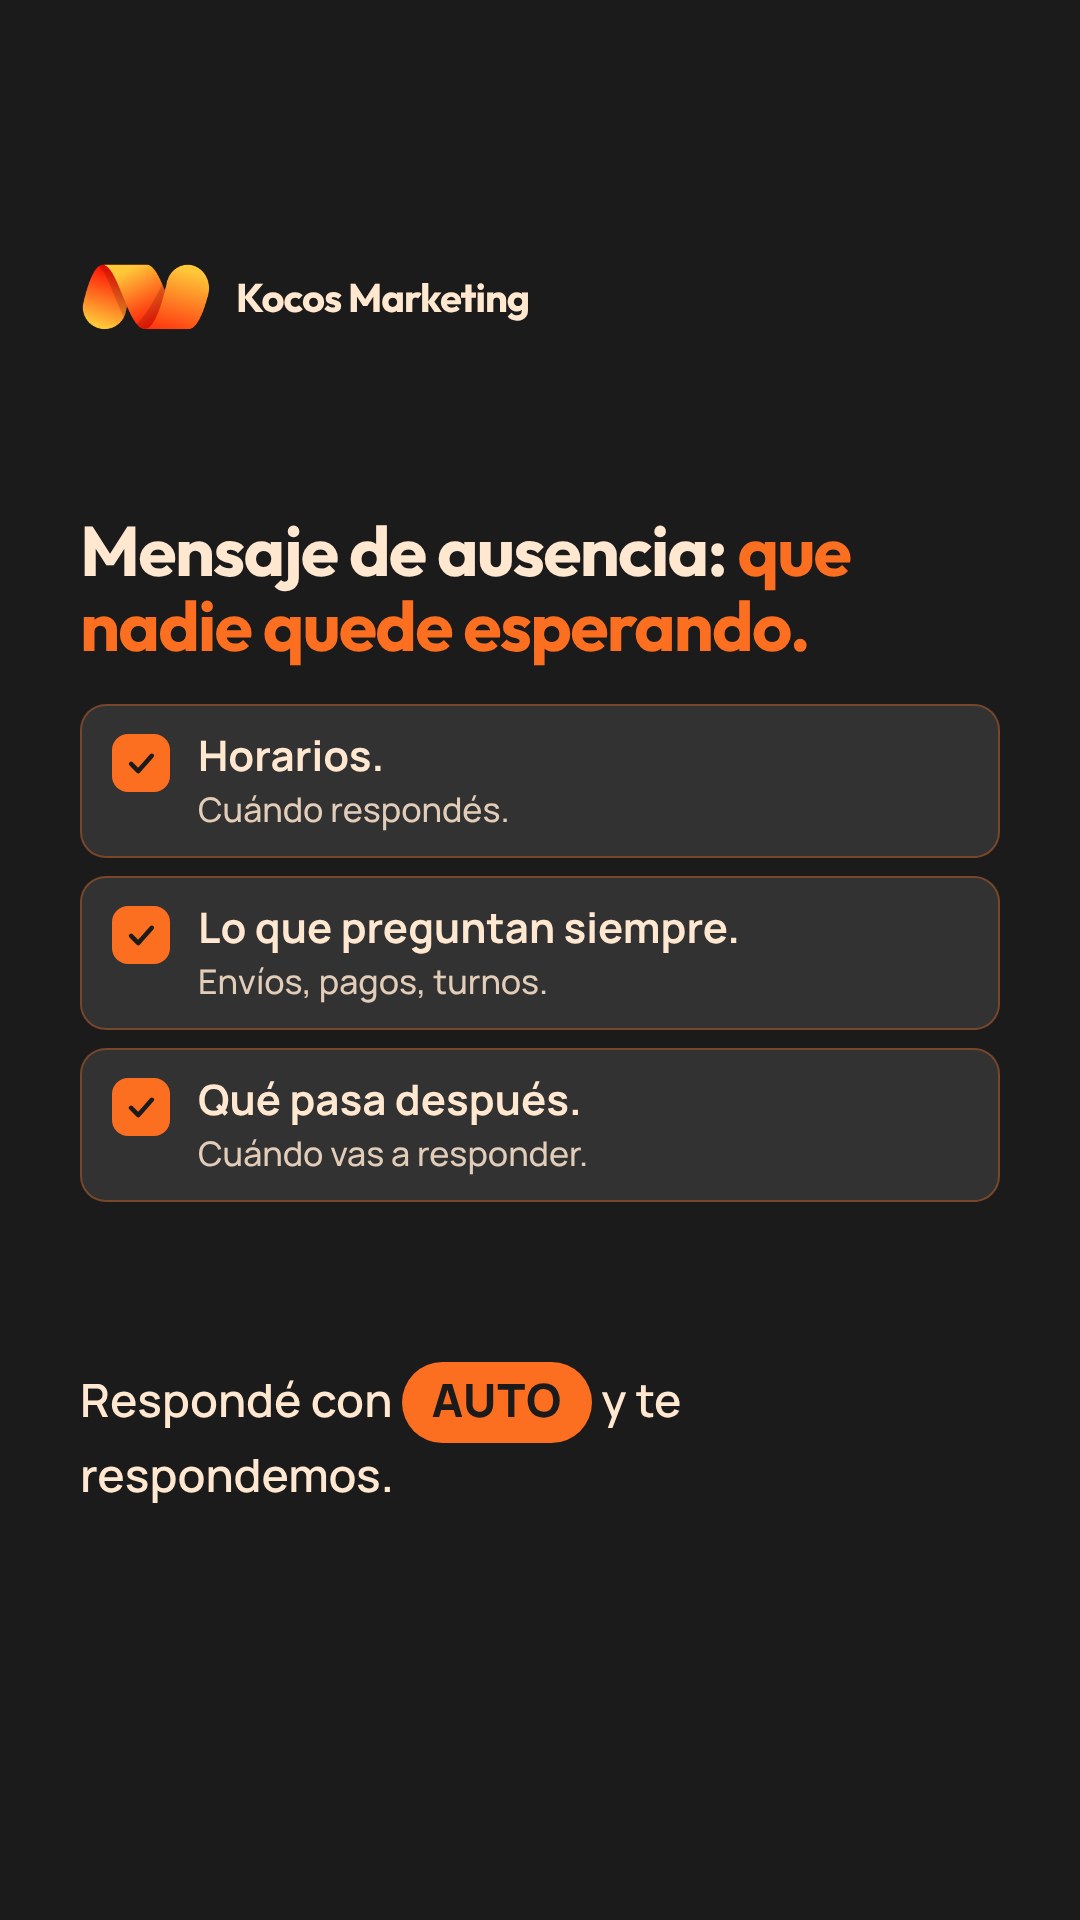 Kocos Marketing
Mensaje de ausencia: que
nadie quede esperando.
Horarios.
Cuándo respondés.
Lo que preguntan siempre.
Envíos, pagos, turnos.
Qué pasa después.
Cuándo vas a responder.
Respondé con AUTO y te
respondemos.